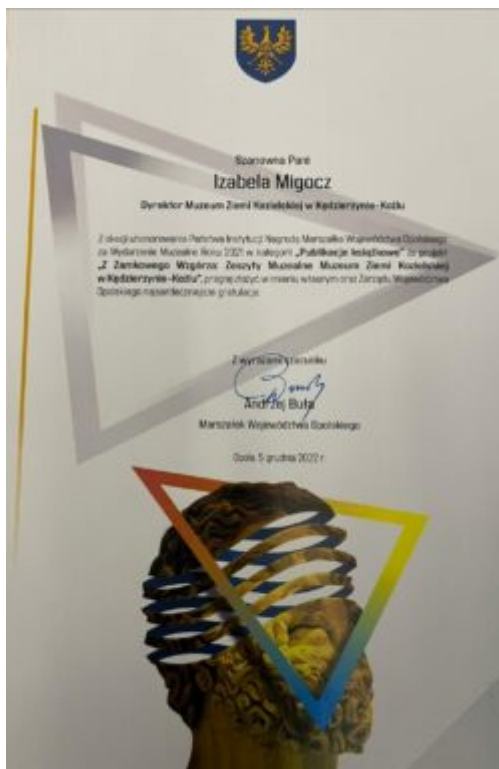 Szanowna Pani
Izabela Migocz
Dyrektor Muzeum Ziemi Kozielskiej w Kędzierzynie-Koźlu
Z okazji uhonorowania Państwa Instytucji Nagrodą Marszałka Województwa Opolskiego
za Wydarzenie Muzealne Roku 2021 w kategorii „Publikacje książkowe” za projekt
„Z Zamkowego Wzgórza: Zeszyty Muzealne Muzeum Ziemi Kozielskiej
w Kędzierzynie-Koźlu”, pragnę złożyć w imieniu własnym oraz Zarządu Województwa
Opolskiego najserdeczniejsze gratulacje.
Z wyrazami szacunku
Andrzej Buła
Marszałek Województwa Opolskiego
Opole, 5 grudnia 2022 r.